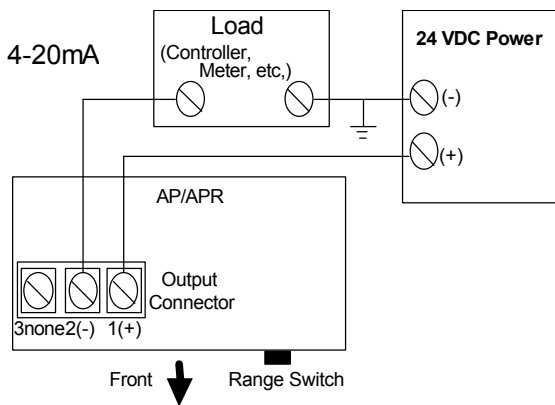 4-20mA
Load
(Controller,
Meter, etc,)
24 VDC Power
(-)
(+)
AP/APR
Output
Connector
3none2(-) 1(+)
Front
Range Switch